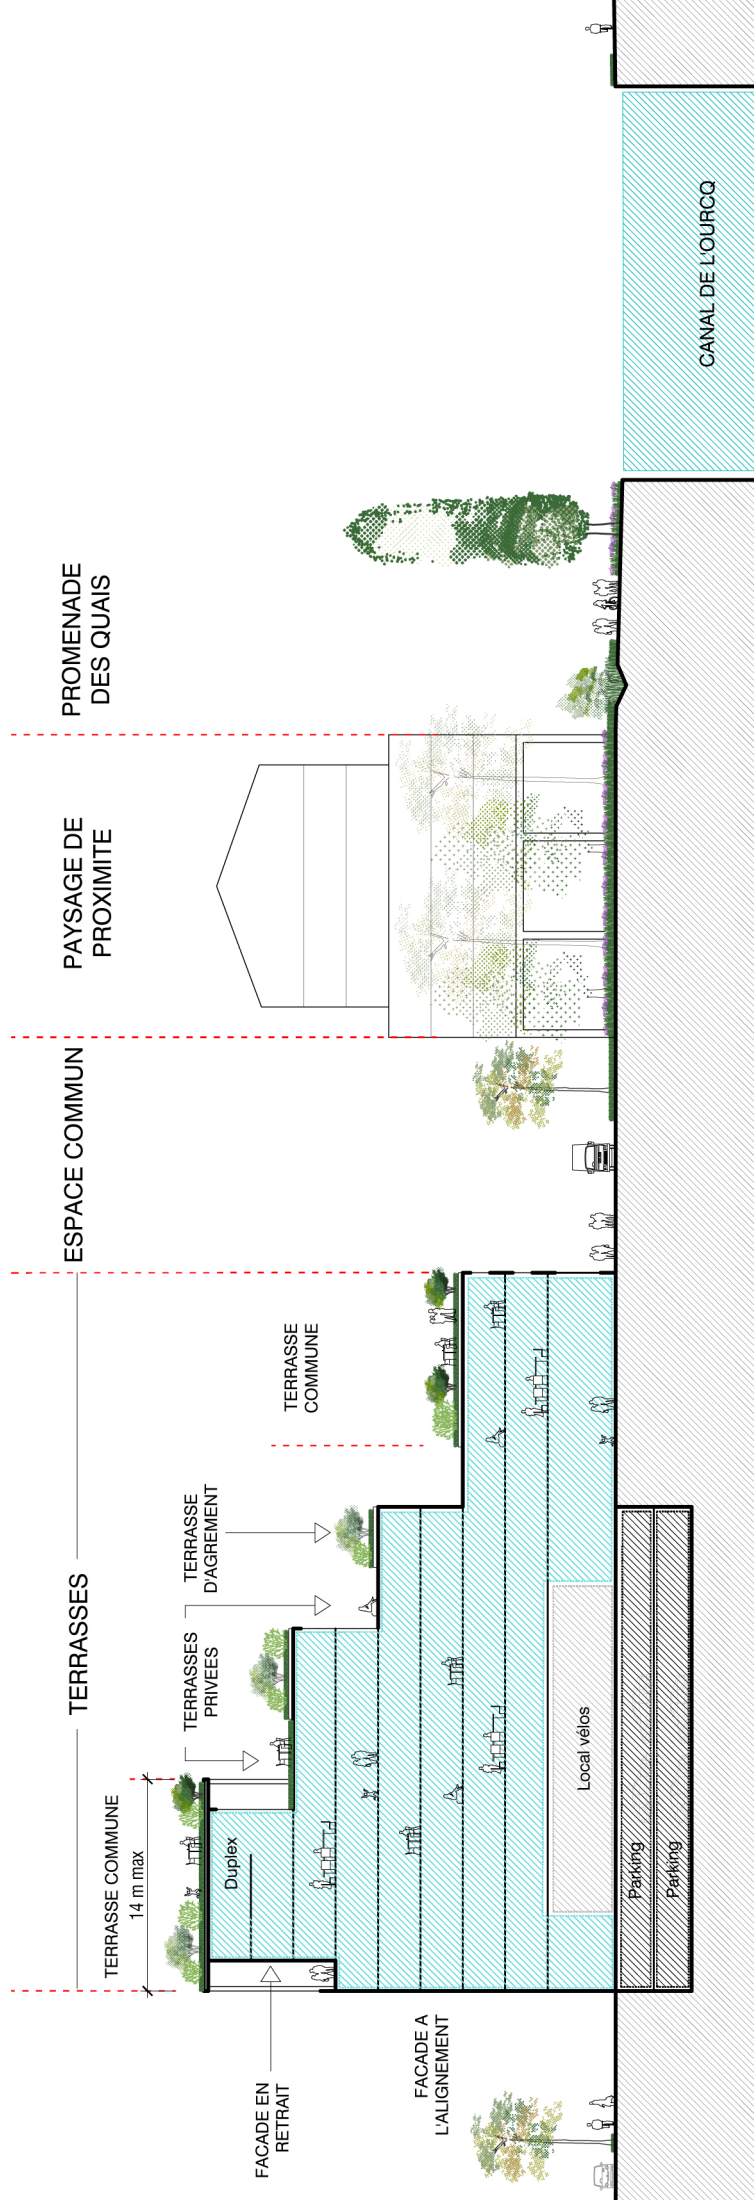 TERRASSES
ESPACE COMMUN
PAYSAGE DE
PROXIMITE
PROMENADE
DES QUAIS
TERRASSE COMMUNE
14 m max
TERRASSES
PRIVEES
TERRASSE
D'AGREMENT
TERRASSE
COMMUNE
FACADE EN
RETRAIT
Duplex
FACADE A
L'ALIGNEMENT
Local vélos
Parking
Parking
CANAL DE L'OURCQ